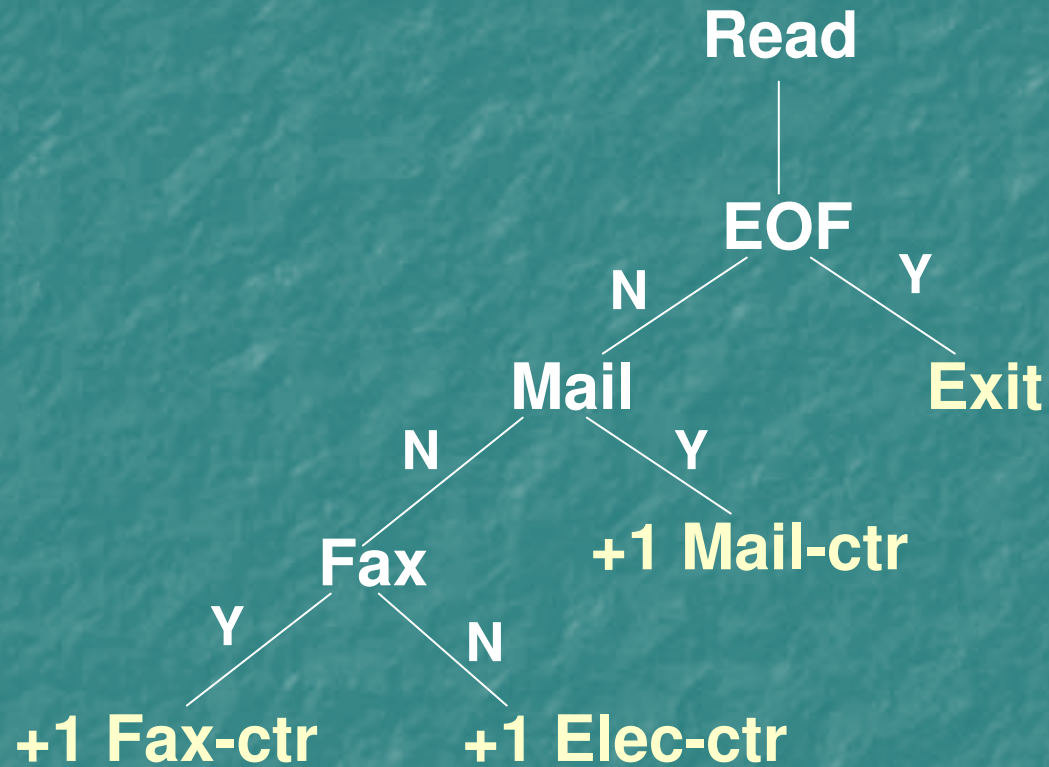 Read
EOF
N
Y
Mail
Exit
N
Y
Fax
+1 Mail-ctr
Y
N
+1 Fax-ctr
+1 Elec-ctr